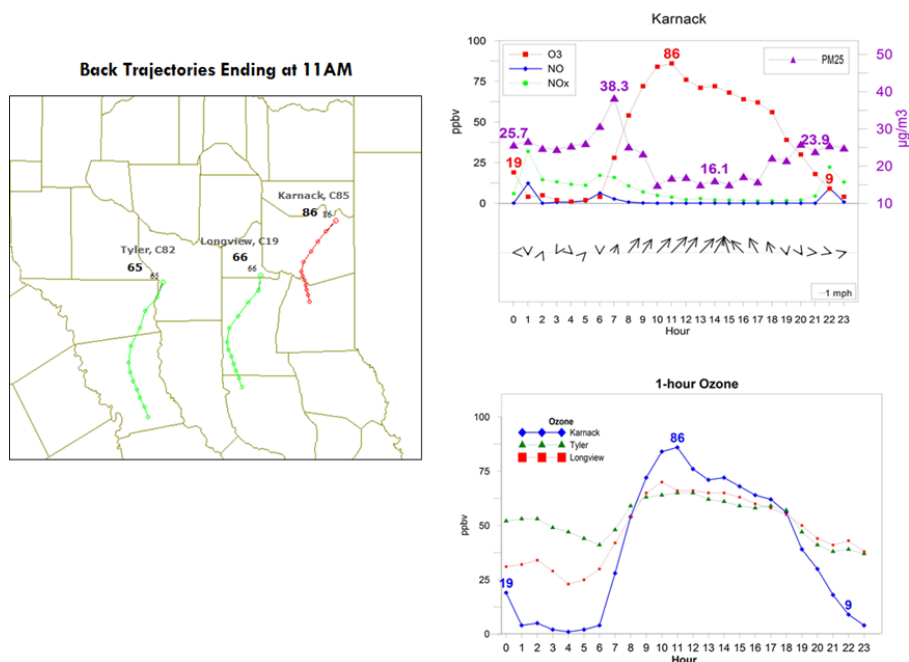 Back Trajectories Ending at 11AM
Karnack, C85
86 86
Tyler, C82
65
65
Longview, C19
66
66
Karnack
100
75
50
25
0
ppbv
O3
NO
NOx
PM25
50
40
30
20
10
µg/m3
25.7
19
38.3
86
16.1
23.9
9
1 mph
0 1 2 3 4 5 6 7 8 9 10 11 12 13 14 15 16 17 18 19 20 21 22 23
Hour
1-hour Ozone
100
75
50
25
0
ppbv
Ozone
Karnack
Tyler
Longview
86
19
9
0 1 2 3 4 5 6 7 8 9 10 11 12 13 14 15 16 17 18 19 20 21 22 23
Hour